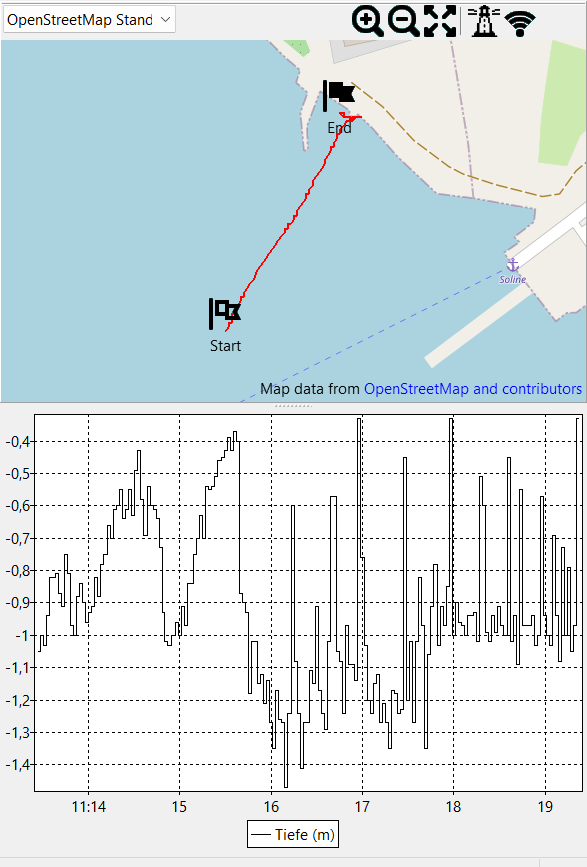 OpenStreetMap Stand
End
Soline
Start
Map data from OpenStreetMap and contributors
-0,4
-0,5
-0,6
-0,7
-0,8
-0,9
-1
-1,1
-1,2
-1,3
-1,4
11:14 15 16 17 18 19
Tiefe (m)